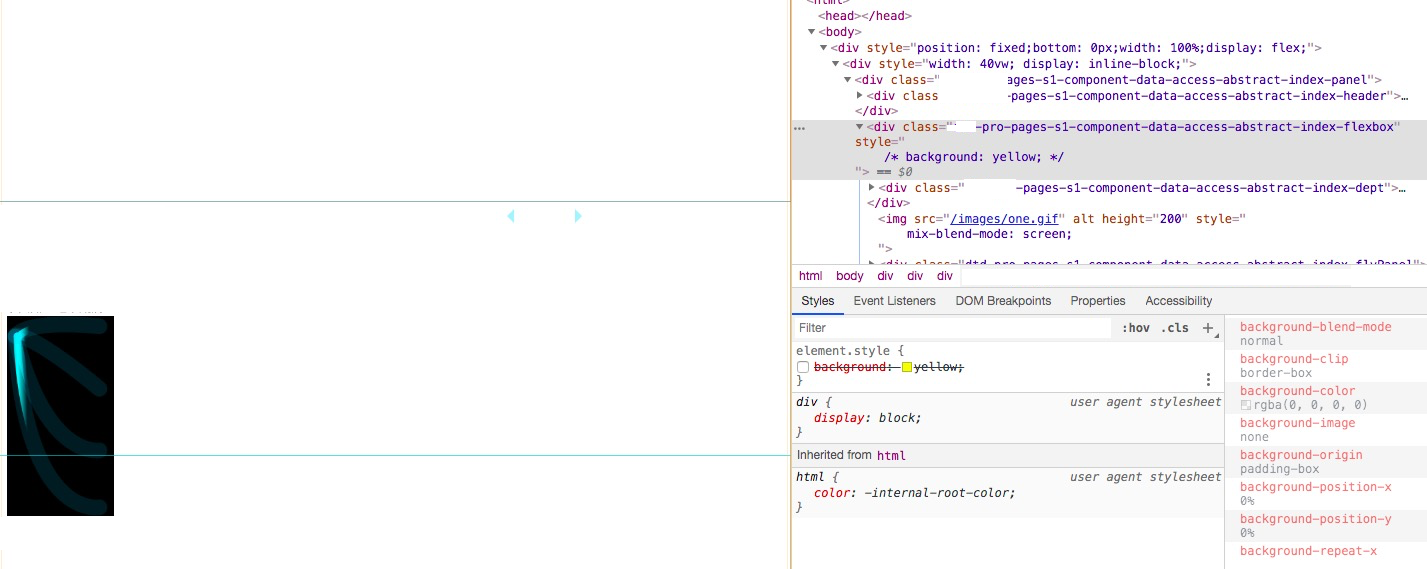 <html>
<head></head>
<body>
<div style="position: fixed;bottom: 0px;width: 100%;display: flex;">
<div style="width: 40vw; display: inline-block;">
<div class="ages-s1-component-data-access-abstract-index-panel">
<div class -pages-s1-component-data-access-abstract-index-header">…
</div>
<div class=" -pro-pages-s1-component-data-access-abstract-index-flexbox"
style="
/* background: yellow; */
"> == $0
<div class=" -pages-s1-component-data-access-abstract-index-dept">…
</div>
<img src="/images/one.gif" alt height="200" style="
mix-blend-mode: screen;
">
<div class="dtd-pro-pages-s1-component-data-access-abstract-index-flyPanel">
html body div div div
Styles Event Listeners DOM Breakpoints Properties Accessibility
Filter :hov .cls +
element.style {
background: yellow;
}
div { user agent stylesheet
display: block;
}
Inherited from html
html { user agent stylesheet
color: -internal-root-color;
}
background-blend-mode
normal
background-clip
border-box
background-color
rgba(0, 0, 0, 0)
background-image
none
background-origin
padding-box
background-position-x
0%
background-position-y
0%
background-repeat-x